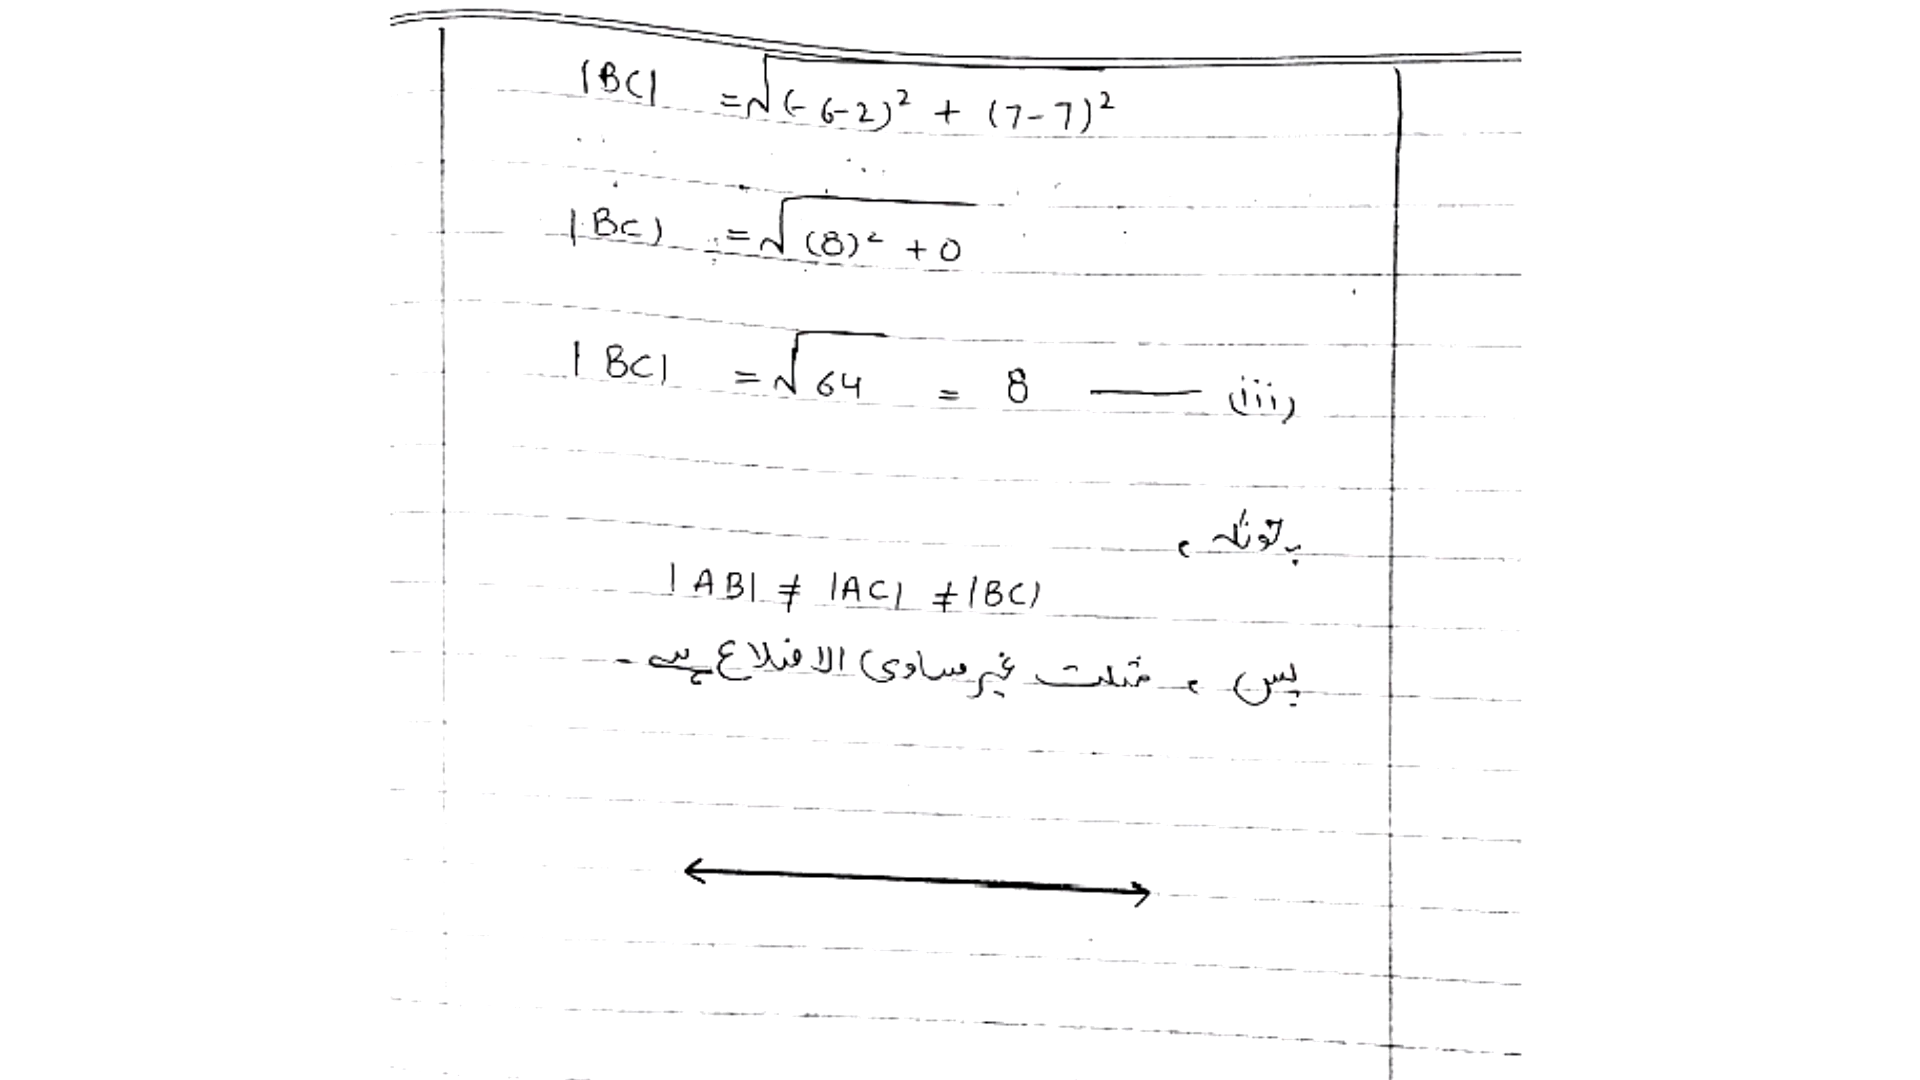 |BC| = √(-6-2)² + (7-7)²
|BC| = √(8)² + 0
|BC| = √64 = 8 —— (iii)
چونکہ ،
|AB| ≠ |AC| ≠ |BC|
پس ، مثلث غیر مساوی الاضلاع ہے۔